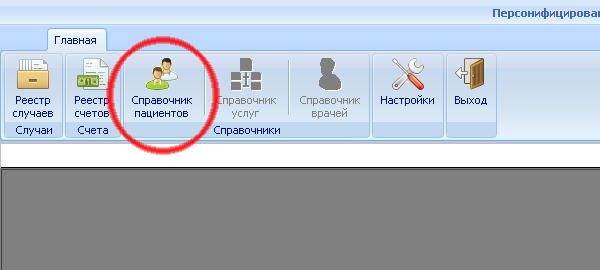 Персонифицирован
Главная
Реестр случаев
Реестр счетов
Справочник пациентов
Справочник услуг
Справочник врачей
Настройки
Выход
Случаи
Счета
Справочники